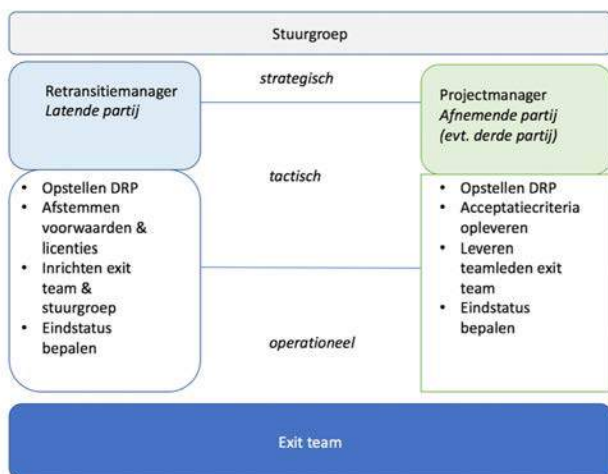 Stuurgroep
Retransitiemanager
Latende partij
strategisch
Projectmanager
Afnemende partij
(evt. derde partij)
tactisch
• Opstellen DRP
• Afstemmen
voorwaarden &
licenties
• Inrichten exit
team &
stuurgroep
• Eindstatus
bepalen
• Opstellen DRP
• Acceptatiecriteria
opleveren
• Leveren
teamleden exit
team
• Eindstatus
bepalen
operationeel
Exit team